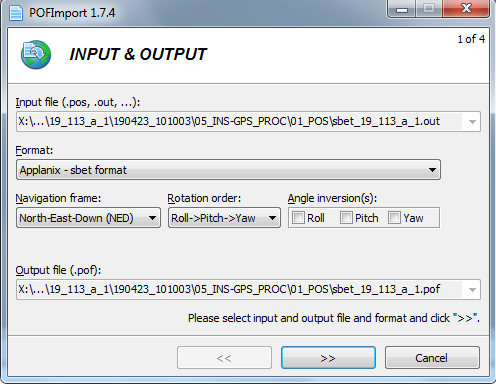 POFImport 1.7.4
INPUT & OUTPUT
1 of 4
Input file (.pos, .out, ...):
X:\...\19_113_a_1\190423_101003\05_INS-GPS_PROC\01_POS\sbet_19_113_a_1.out
Format:
Applanix - sbet format
Navigation frame: Rotation order: Angle inversion(s):
North-East-Down (NED) Roll->Pitch->Yaw Roll Pitch Yaw
Output file (.pof):
X:\...\19_113_a_1\190423_101003\05_INS-GPS_PROC\01_POS\sbet_19_113_a_1.pof
Please select input and output file and format and click ">>".
<< >> Cancel